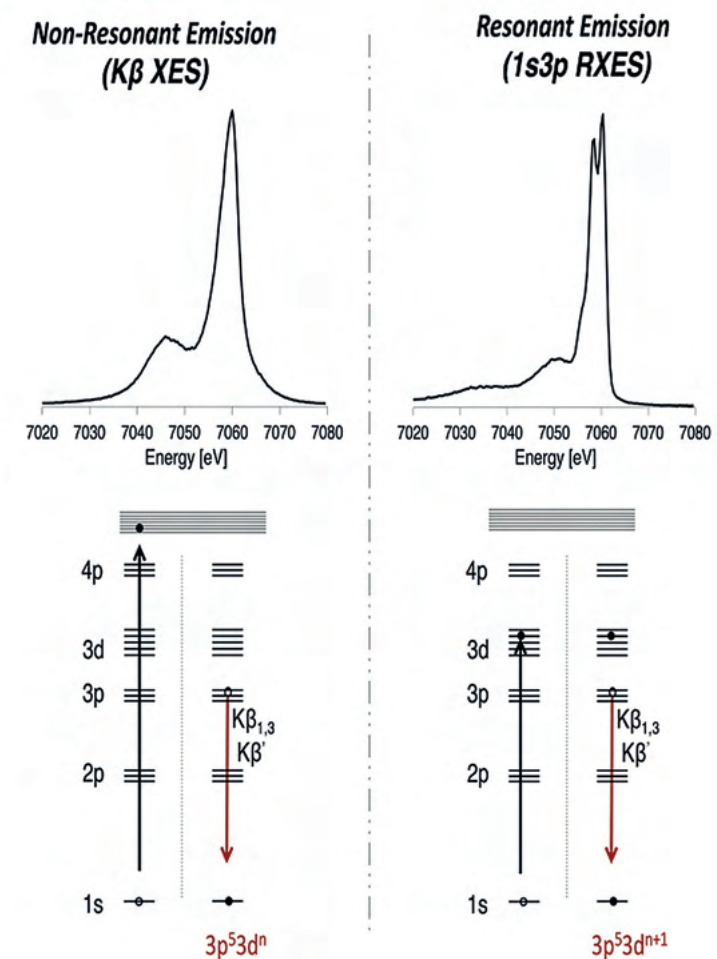 Non-Resonant Emission
(Kβ XES)
7020 7030 7040 7050 7060 7070 7080
Energy [eV]
4p
3d
3p
Kβ1,3
Kβ'
2p
1s
3p⁵3dⁿ
Resonant Emission
(1s3p RXES)
7020 7030 7040 7050 7060 7070 7080
Energy [eV]
4p
3d
3p
Kβ1,3
Kβ'
2p
1s
3p⁵3dⁿ⁺¹